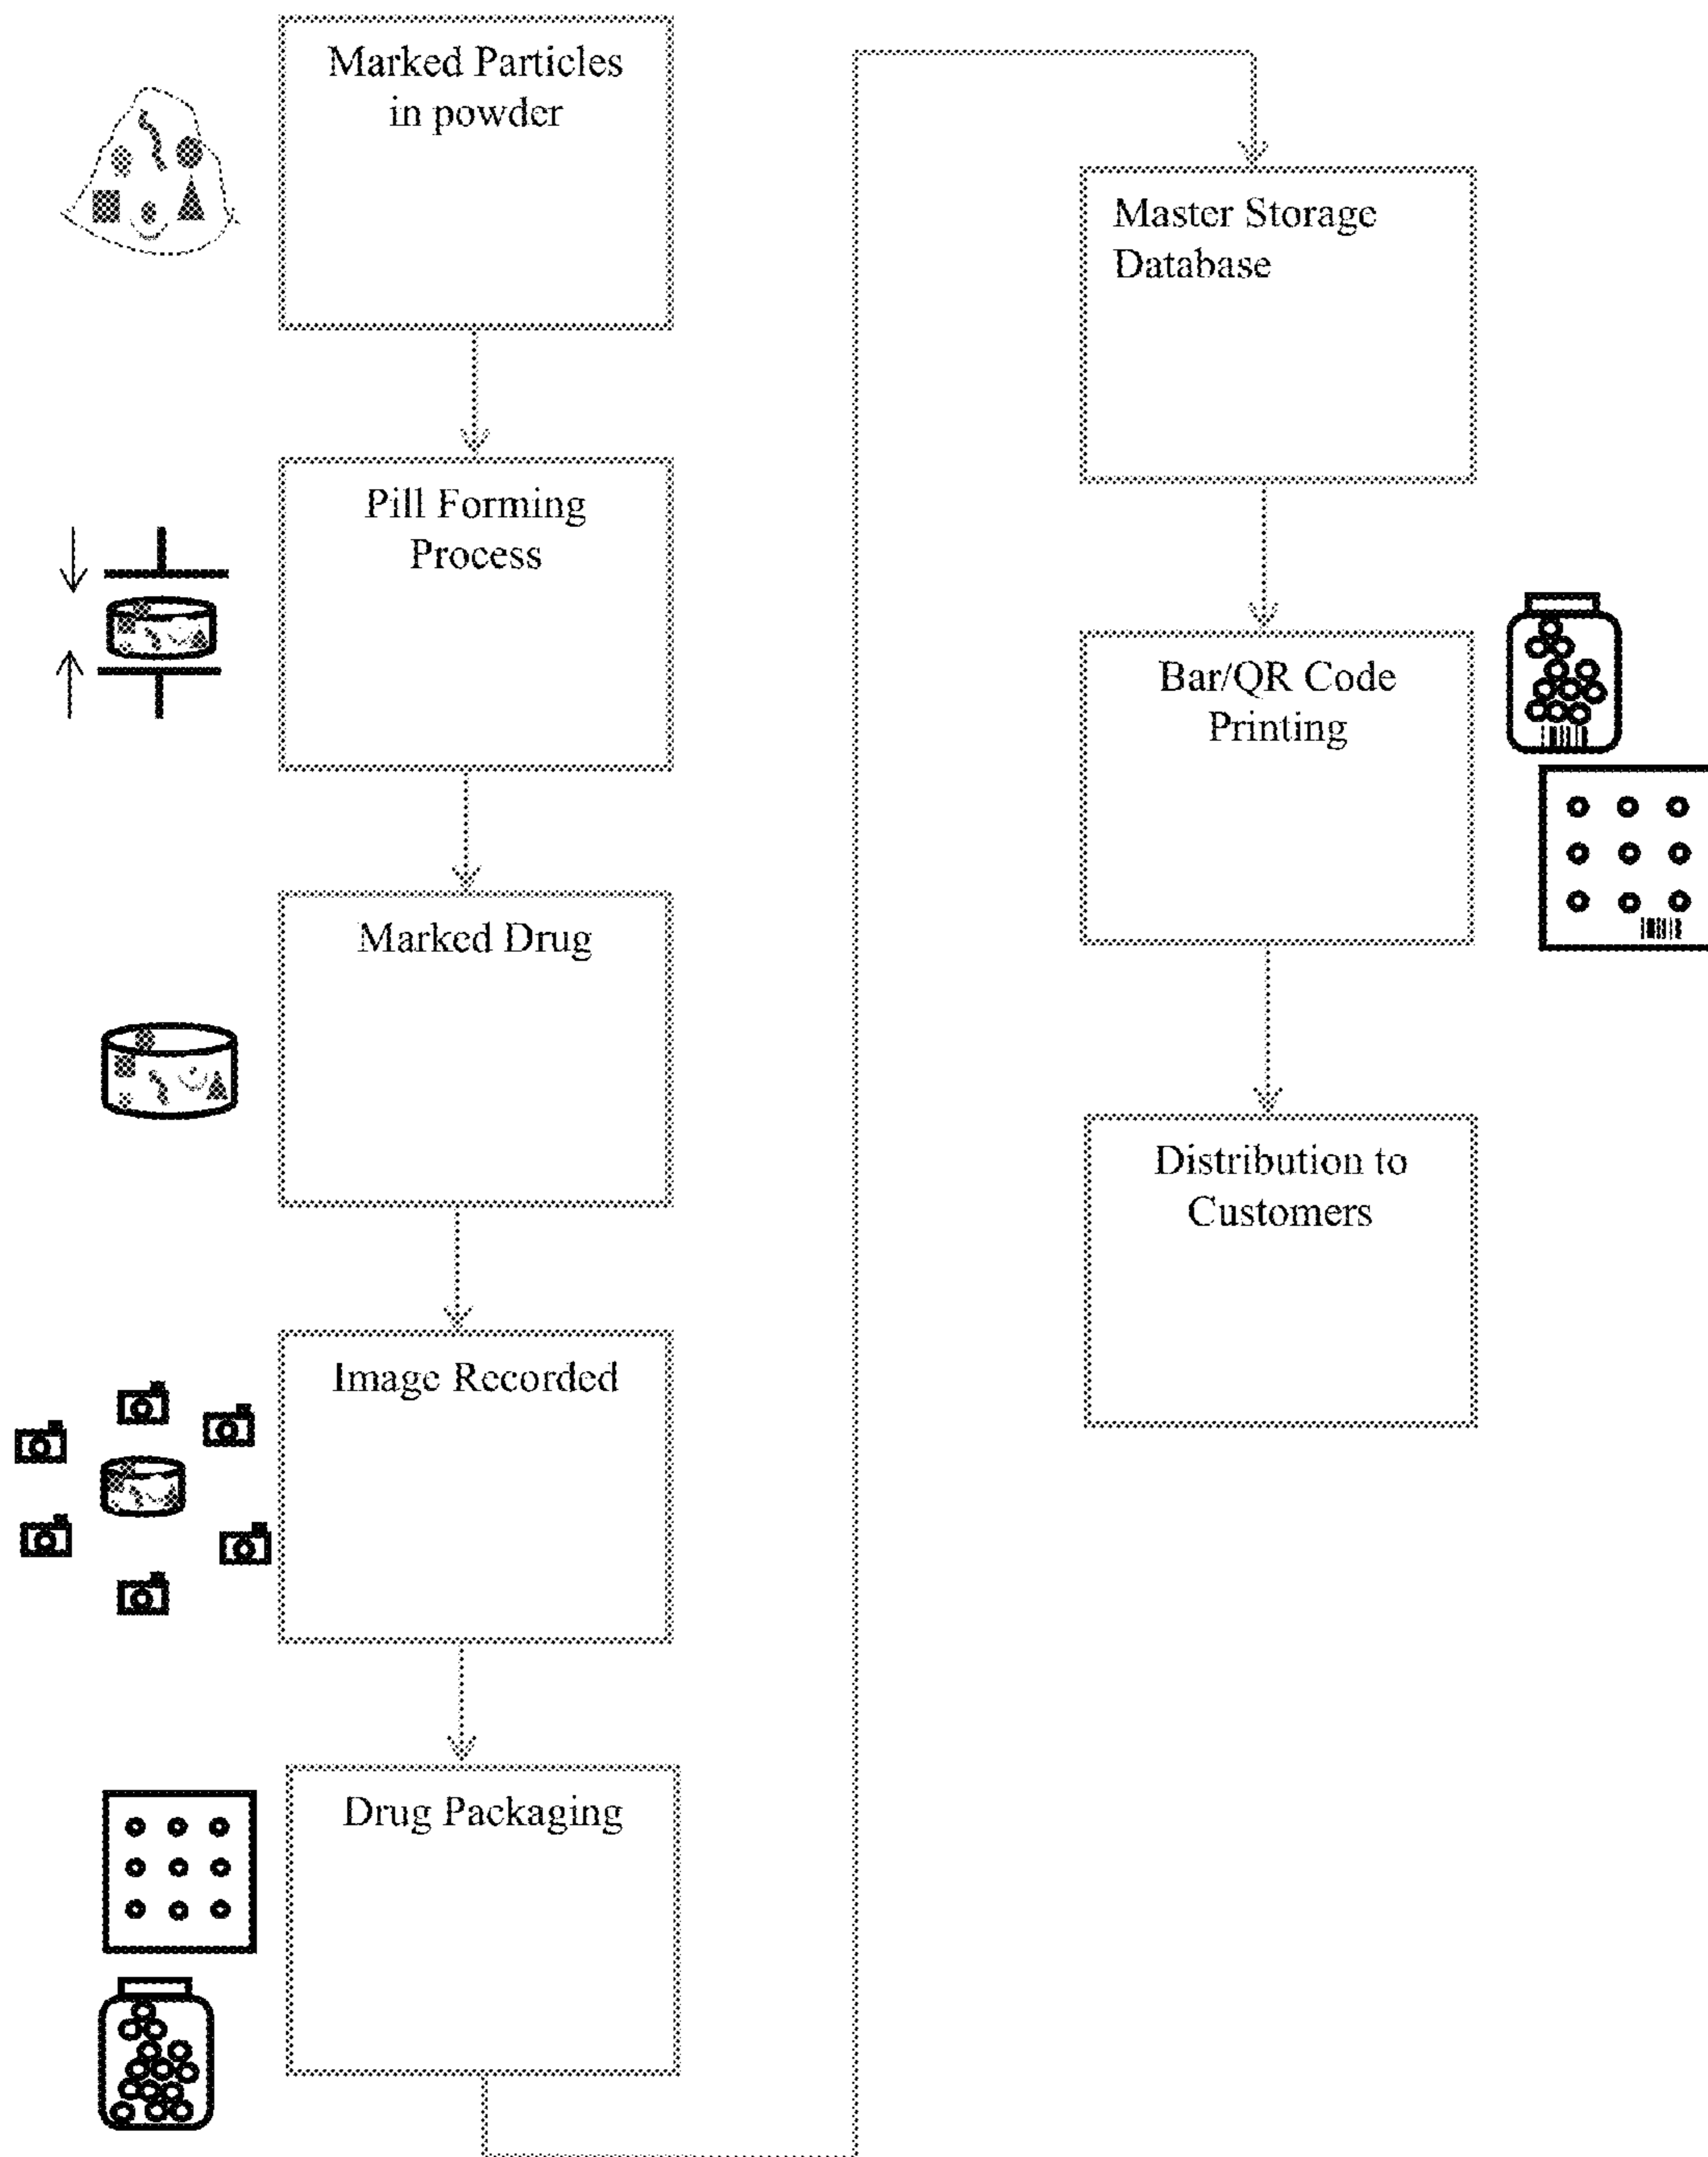 Marked Particles
in powder
Pill Forming
Process
Marked Drug
Image Recorded
Drug Packaging
Master Storage
Database
Bar/QR Code
Printing
Distribution to
Customers